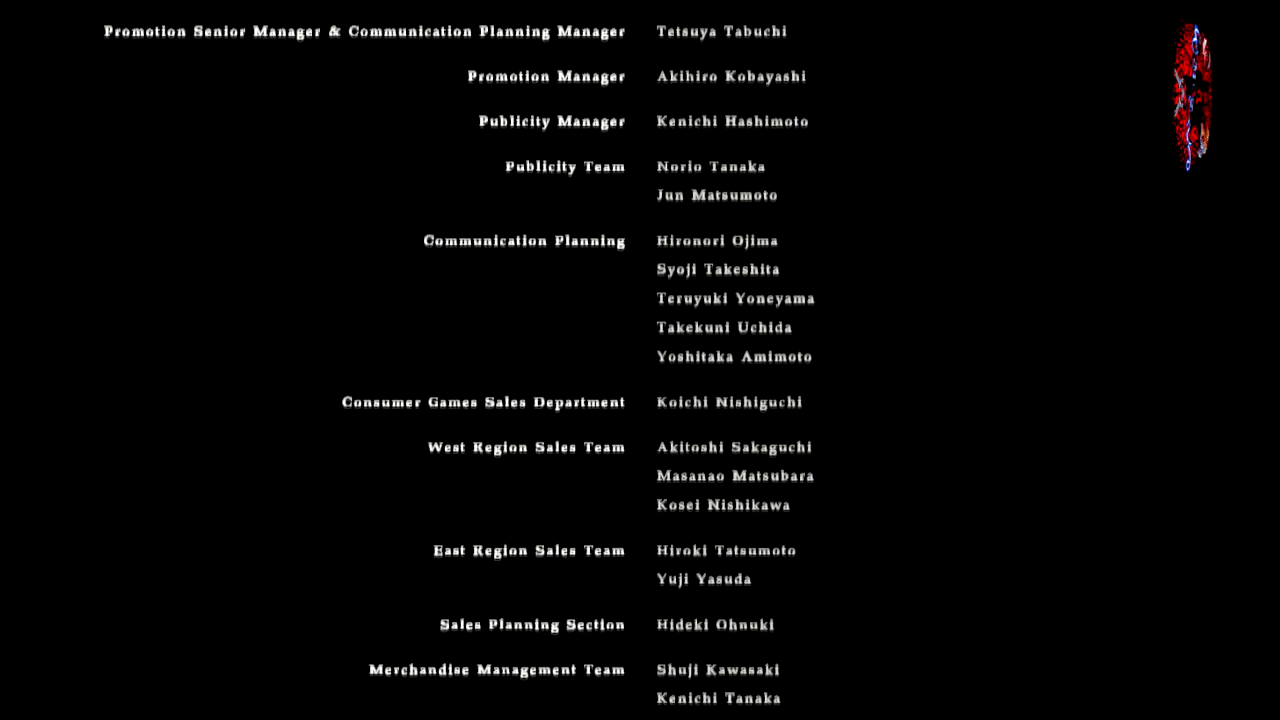 Promotion Senior Manager & Communication Planning Manager Tetsuya Tabuchi
Promotion Manager Akihiro Kobayashi
Publicity Manager Kenichi Hashimoto
Publicity Team Norio Tanaka
Jun Matsumoto
Communication Planning Hironori Ojima
Syoji Takeshita
Teruyuki Yoneyama
Takekuni Uchida
Yoshitaka Amimoto
Consumer Games Sales Department Koichi Nishiguchi
West Region Sales Team Akitoshi Sakaguchi
Masanao Matsubara
Kosei Nishikawa
East Region Sales Team Hiroki Tatsumoto
Yuji Yasuda
Sales Planning Section Hideki Ohnuki
Merchandise Management Team Shuji Kawasaki
Kenichi Tanaka